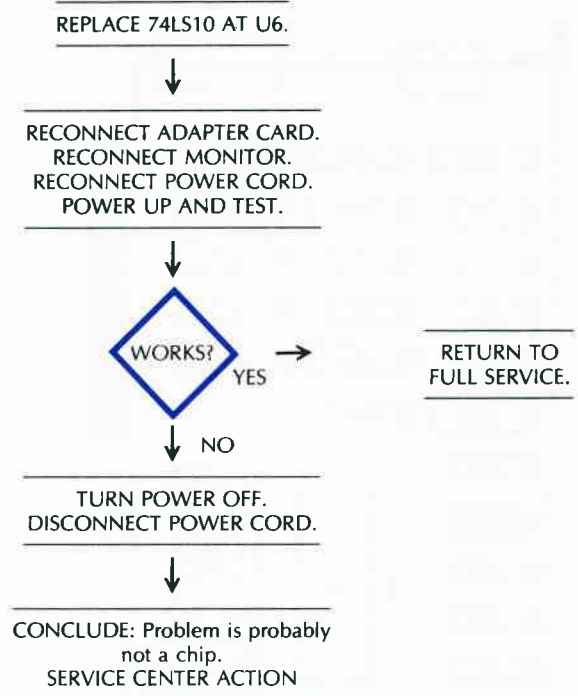 REPLACE 74LS10 AT U6.
RECONNECT ADAPTER CARD.
RECONNECT MONITOR.
RECONNECT POWER CORD.
POWER UP AND TEST.
WORKS?
YES
RETURN TO
FULL SERVICE.
NO
TURN POWER OFF.
DISCONNECT POWER CORD.
CONCLUDE: Problem is probably
not a chip.
SERVICE CENTER ACTION